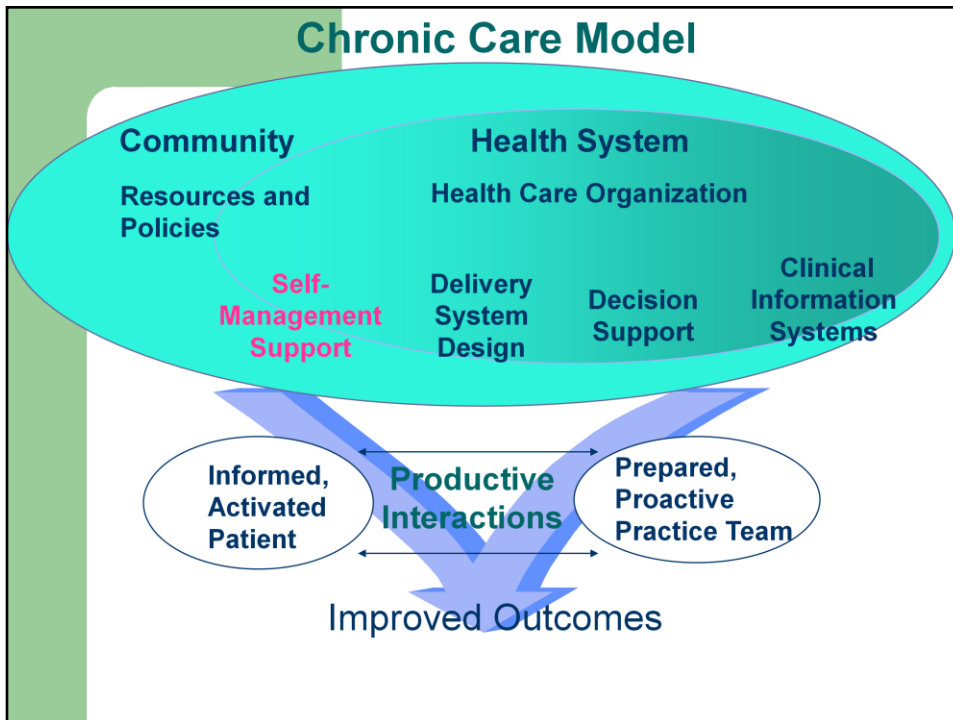 Chronic Care Model
Community
Resources and
Policies
Health System
Health Care Organization
Self-
Management
Support
Delivery
System
Design
Decision
Support
Clinical
Information
Systems
Informed,
Activated
Patient
Productive
Interactions
Prepared,
Proactive
Practice Team
Improved Outcomes